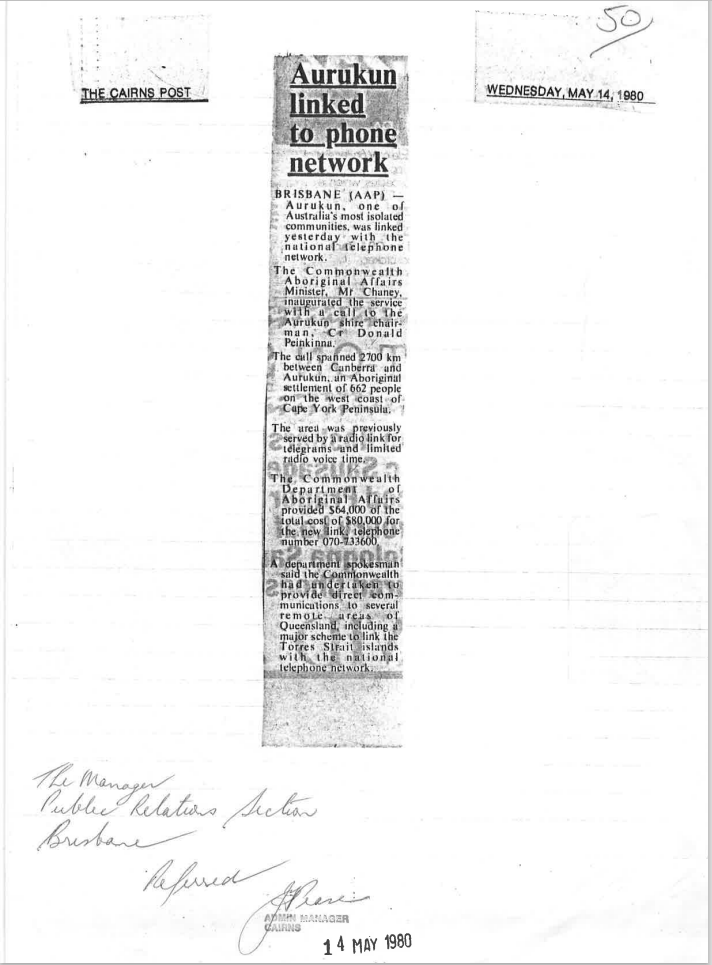 50
THE CAIRNS POST
WEDNESDAY, MAY 14, 1980
Aurukun
linked
to phone
network
BRISBANE (AAP) —
Aurukun, one of
Australia's most isolated
communities, was linked
yesterday with the
national telephone
network.
The Commonwealth
Aboriginal Affairs
Minister, Mr Chaney,
inaugurated the service
with a call to the
Aurukun shire chair-
man, Cr Donald
Peinkinna.
The call spanned 2700 km
between Canberra and
Aurukun, an Aboriginal
settlement of 662 people
on the west coast of
Cape York Peninsula.
The area was previously
served by a radio link for
telegrams and limited
radio voice time.
The Commonwealth
Department of
Aboriginal Affairs
provided $64,000 of the
total cost of $80,000 for
the new link, telephone
number 070-733600.
A department spokesman
said the Commonwealth
had undertaken to
provide direct com-
munications to several
remote areas of
Queensland, including a
major scheme to link the
Torres Strait islands
with the national
telephone network.
The Manager
Public Relations Section
Brisbane
Referred
ADMIN MANAGER
CAIRNS
14 MAY 1980